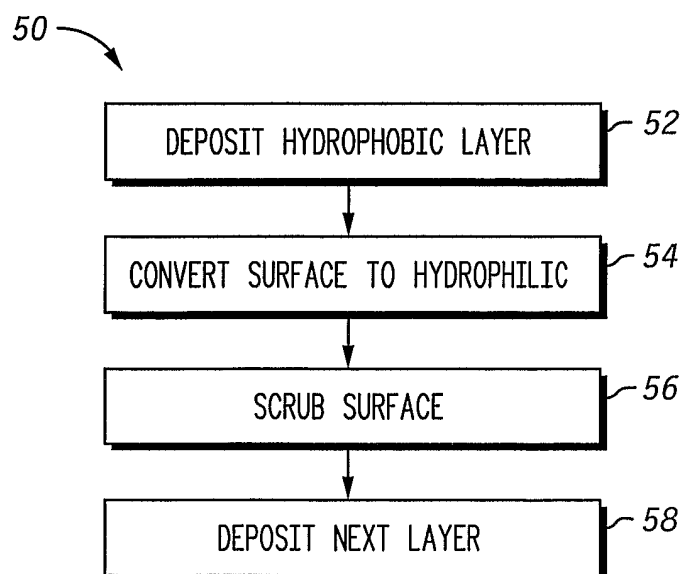 50
DEPOSIT HYDROPHOBIC LAYER
52
CONVERT SURFACE TO HYDROPHILIC
54
SCRUB SURFACE
56
DEPOSIT NEXT LAYER
58